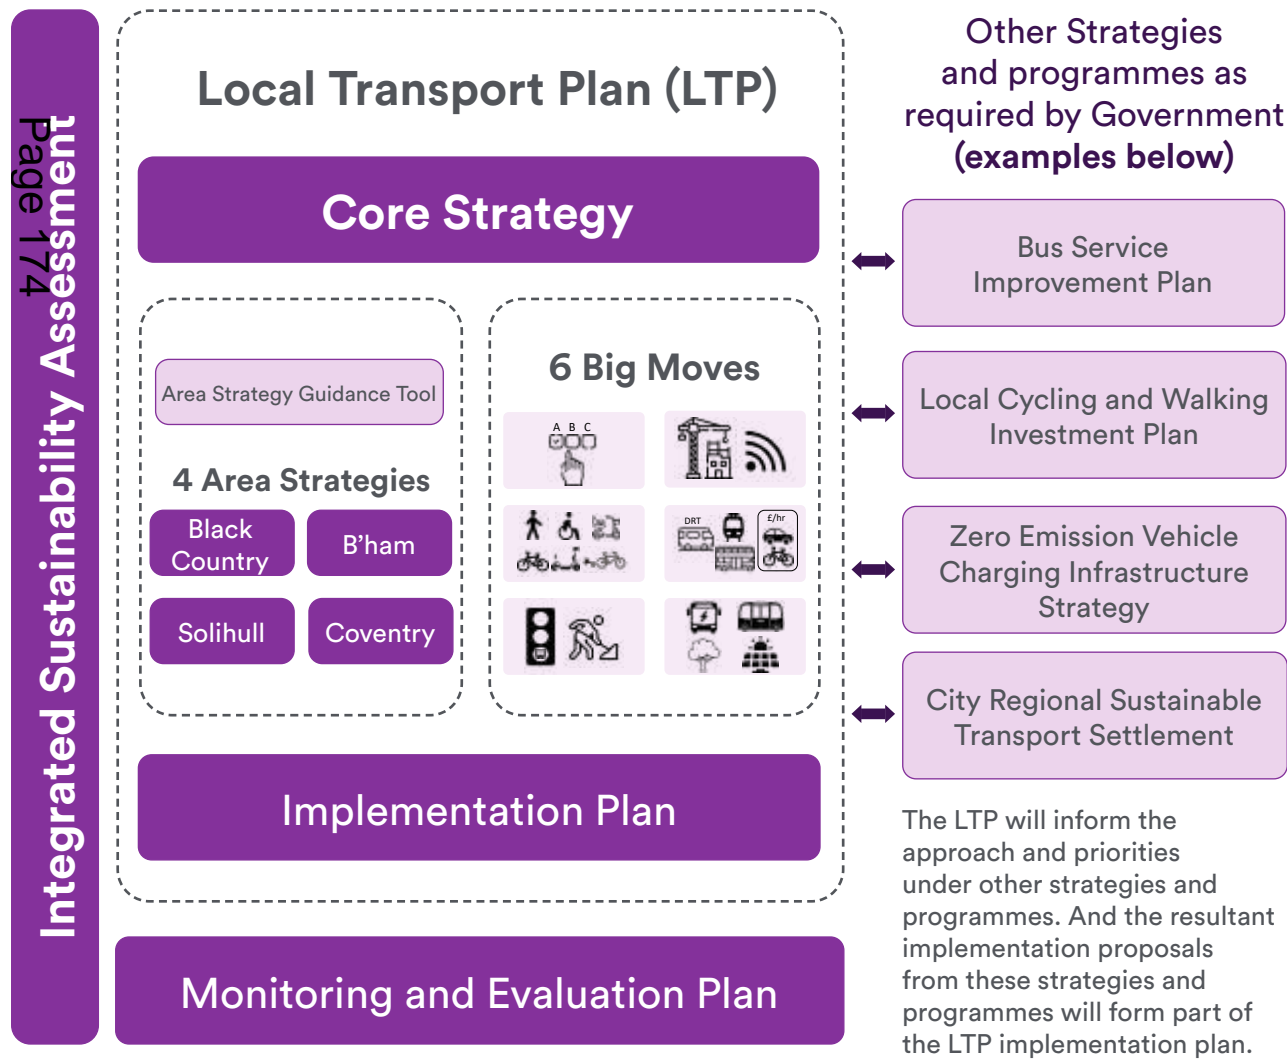 Integrated Sustainability Assessment
Page 174
Local Transport Plan (LTP)
Core Strategy
Area Strategy Guidance Tool
4 Area Strategies
Black
Country
B'ham
Solihull
Coventry
6 Big Moves
A B C
DRT
£/hr
Implementation Plan
Monitoring and Evaluation Plan
Other Strategies
and programmes as
required by Government
(examples below)
Bus Service
Improvement Plan
Local Cycling and Walking
Investment Plan
Zero Emission Vehicle
Charging Infrastructure
Strategy
City Regional Sustainable
Transport Settlement
The LTP will inform the
approach and priorities
under other strategies and
programmes. And the resultant
implementation proposals
from these strategies and
programmes will form part of
the LTP implementation plan.